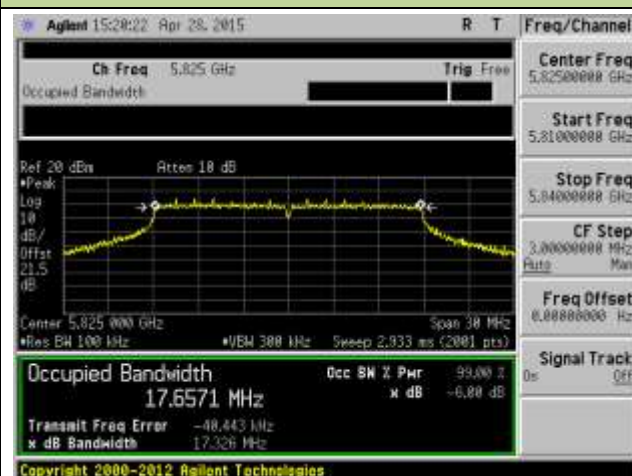 Agilent 15:20:22 Apr 28, 2015 R T
Freq/Channel
Ch Freq 5.825 GHz Trig Free
Occupied Bandwidth
Center Freq
5.82500000 GHz
Start Freq
5.81000000 GHz
Stop Freq
5.84000000 GHz
CF Step
3.00000000 MHz
Auto Man
Freq Offset
0.00000000 Hz
Signal Track
On Off
Ref 20 dBm Atten 10 dB
•Peak
Log
10
dB/
Offst
21.5
dB
Center 5.825 000 GHz Span 30 MHz
•Res BW 100 kHz •VBW 300 kHz Sweep 2.933 ms (2001 pts)
Occupied Bandwidth Occ BW % Pwr 99.00 %
17.6571 MHz x dB -6.00 dB
Transmit Freq Error -40.443 kHz
x dB Bandwidth 17.326 MHz
Copyright 2000-2012 Agilent Technologies